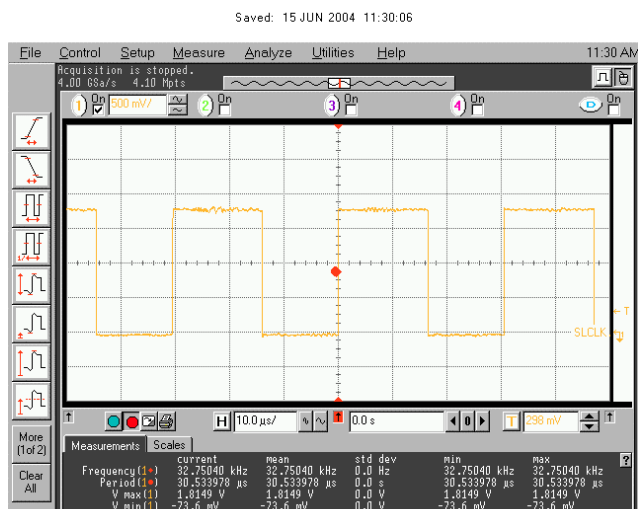 Saved: 15 JUN 2004 11:30:06
File Control Setup Measure Analyze Utilities Help 11:30 AM
Acquisition is stopped.
4.00 GSa/s 4.10 Mpts
1 On 500 mV/ 2 On 3 On 4 On D On
T
SLCLK
H 10.0 µs/ 0.0 s 0 T 298 mV
More
(1of 2)
Clear
All
Measurements Scales ?
current mean std dev min max
Frequency(1) 32.75040 kHz 32.75040 kHz 0.0 Hz 32.75040 kHz 32.75040 kHz
Period(1) 30.533978 µs 30.533978 µs 0.0 s 30.533978 µs 30.533978 µs
V max(1) 1.8149 V 1.8149 V 0.0 V 1.8149 V 1.8149 V
V min(1) -73.6 mV -73.6 mV 0.0 V -73.6 mV -73.6 mV